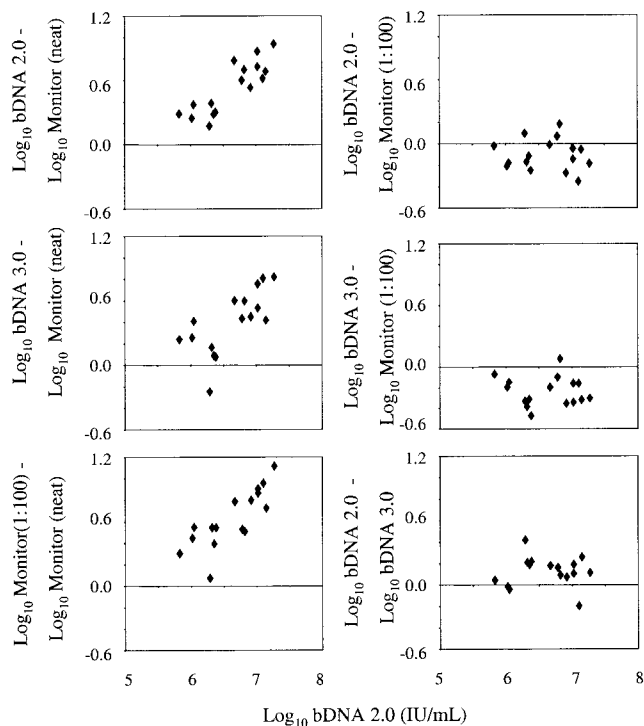 Log10 bDNA 2.0 -
Log10 Monitor (neat)
1.2
0.6
0.0
-0.6
Log10 bDNA 2.0 -
Log10 Monitor (1:100)
1.2
0.6
0.0
-0.6
Log10 bDNA 3.0 -
Log10 Monitor (neat)
1.2
0.6
0.0
-0.6
Log10 bDNA 3.0 -
Log10 Monitor (1:100)
1.2
0.6
0.0
-0.6
Log10 Monitor(1:100) -
Log10 Monitor (neat)
1.2
0.6
0.0
-0.6
5 6 7 8
Log10 bDNA 2.0 -
Log10 bDNA 3.0
1.2
0.6
0.0
-0.6
5 6 7 8
Log10 bDNA 2.0 (IU/mL)